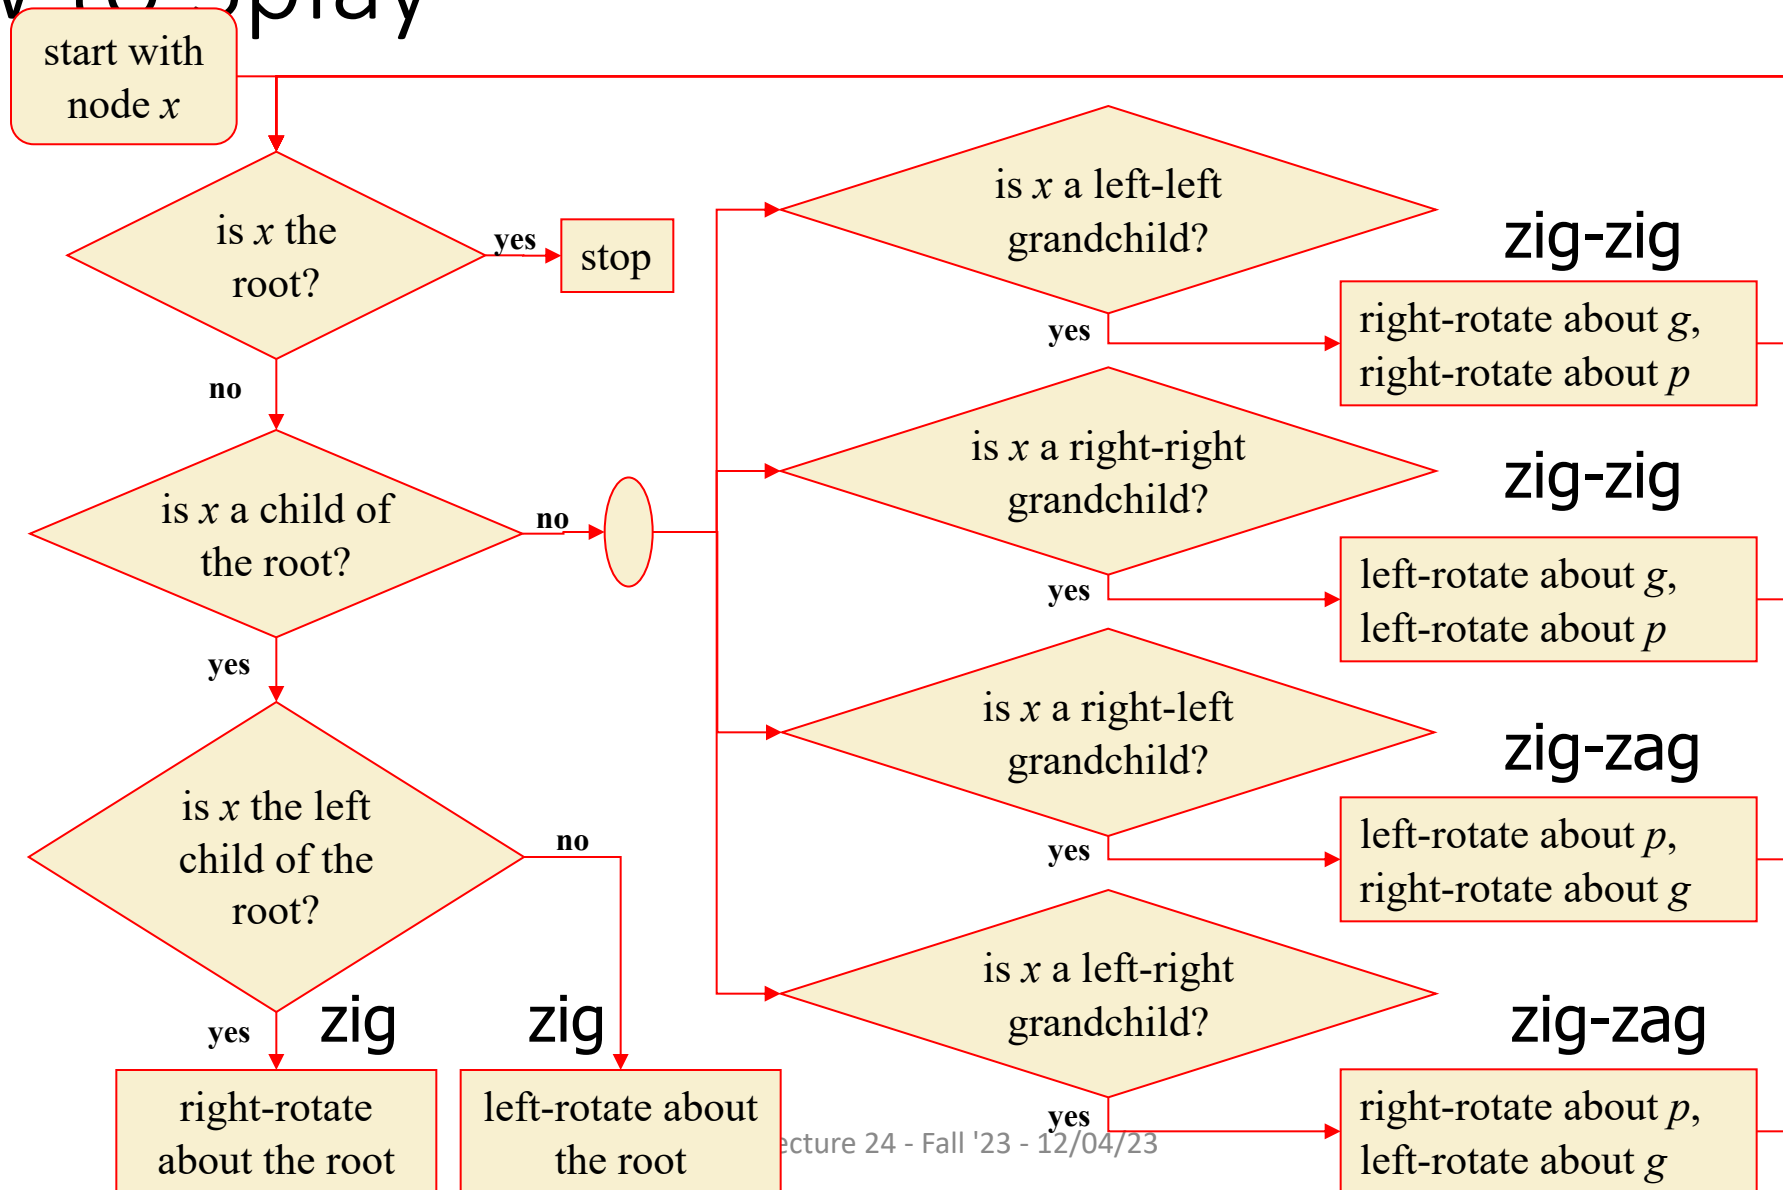 to Splay
start with
node x
is x the
root?
yes
stop
no
is x a child of
the root?
no
yes
is x the left
child of the
root?
no
yes
zig
zig
right-rotate
about the root
left-rotate about
the root
is x a left-left
grandchild?
yes
zig-zig
right-rotate about g,
right-rotate about p
is x a right-right
grandchild?
yes
zig-zig
left-rotate about g,
left-rotate about p
is x a right-left
grandchild?
yes
zig-zag
left-rotate about p,
right-rotate about g
is x a left-right
grandchild?
yes
zig-zag
right-rotate about p,
left-rotate about g
ecture 24 - Fall '23 - 12/04/23